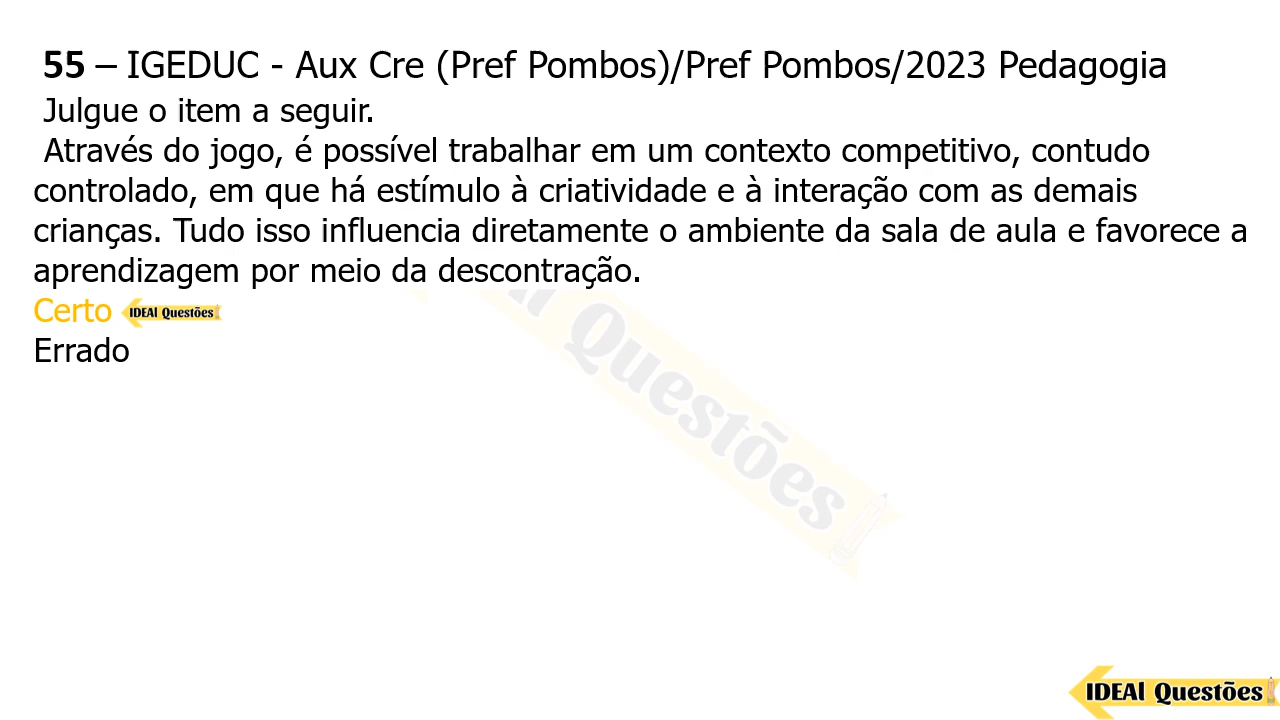 55 – IGEDUC - Aux Cre (Pref Pombos)/Pref Pombos/2023 Pedagogia
Julgue o item a seguir.
Através do jogo, é possível trabalhar em um contexto competitivo, contudo
controlado, em que há estímulo à criatividade e à interação com as demais
crianças. Tudo isso influencia diretamente o ambiente da sala de aula e favorece a
aprendizagem por meio da descontração.
Certo IDEAl Questões
Errado
l Questões
IDEAl Questões